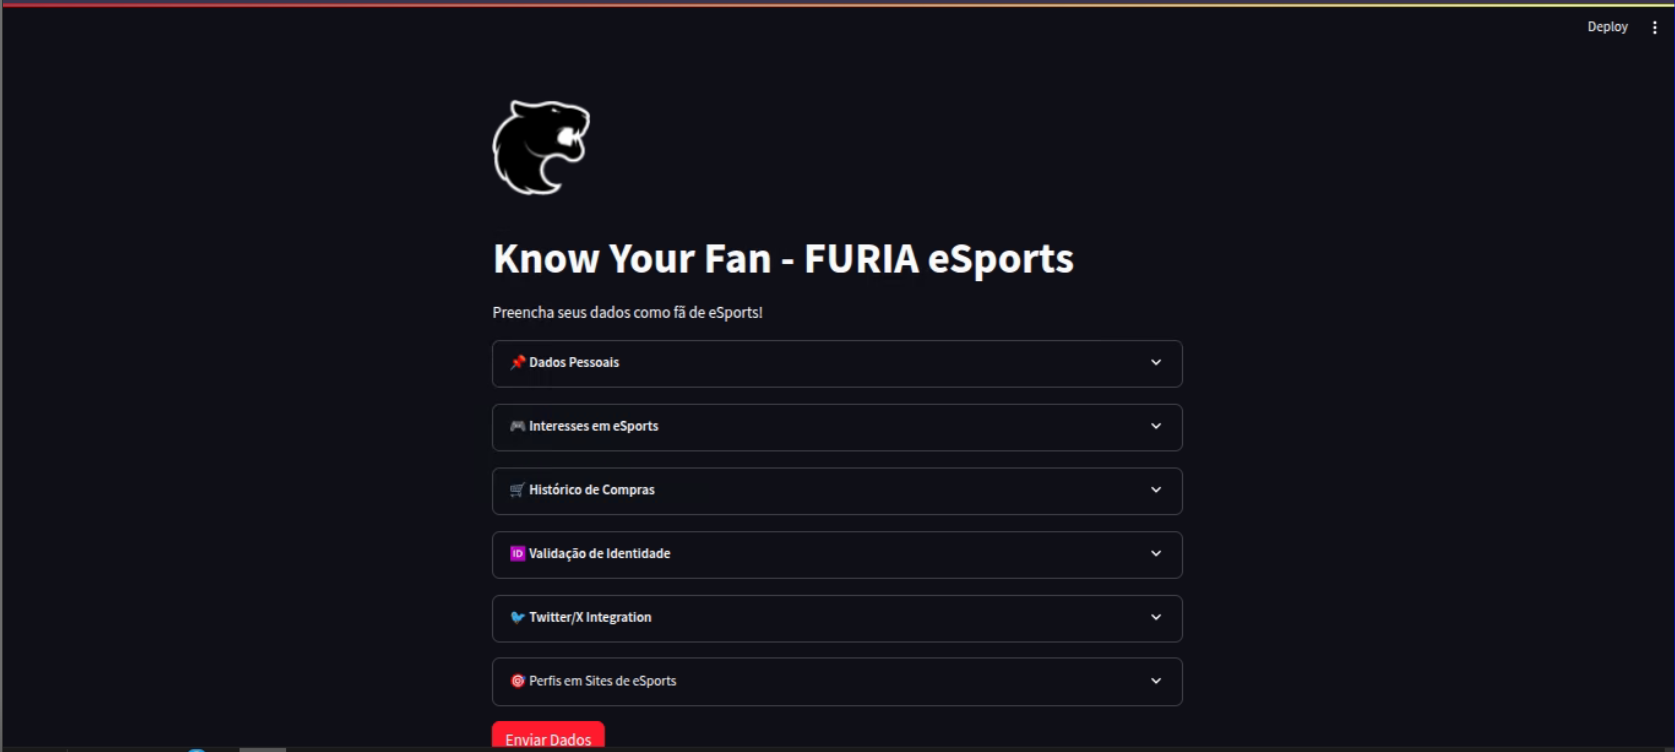 Deploy
Know Your Fan - FURIA eSports
Preencha seus dados como fã de eSports!
📌 Dados Pessoais
🎮 Interesses em eSports
🛒 Histórico de Compras
🆔 Validação de Identidade
🐦 Twitter/X Integration
🎯 Perfis em Sites de eSports
Enviar Dados